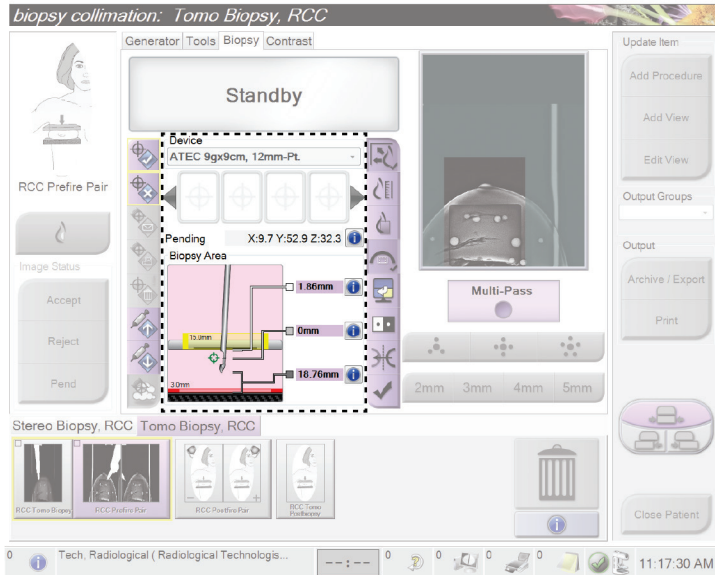 biopsy collimation: Tomo Biopsy, RCC
Generator Tools Biopsy Contrast
Standby
Device
ATEC 9gx9cm, 12mm-Pt.
Pending X:9.7 Y:52.9 Z:32.3
Biopsy Area
1.86mm
15.0mm
0mm
3.0mm
18.76mm
RCC Prefire Pair
Image Status
Accept
Reject
Pend
Multi-Pass
2mm 3mm 4mm 5mm
Update Item
Add Procedure
Add View
Edit View
Output Groups
Output
Archive / Export
Print
Close Patient
Stereo Biopsy, RCC Tomo Biopsy, RCC
RCC Tomo Biopsy
RCC Prefire Pair
RCC Postfire Pair
RCC Tomo
Postbiopsy
0 Tech, Radiological ( Radiological Technologis... --:-- 0 0 0 0 11:17:30 AM